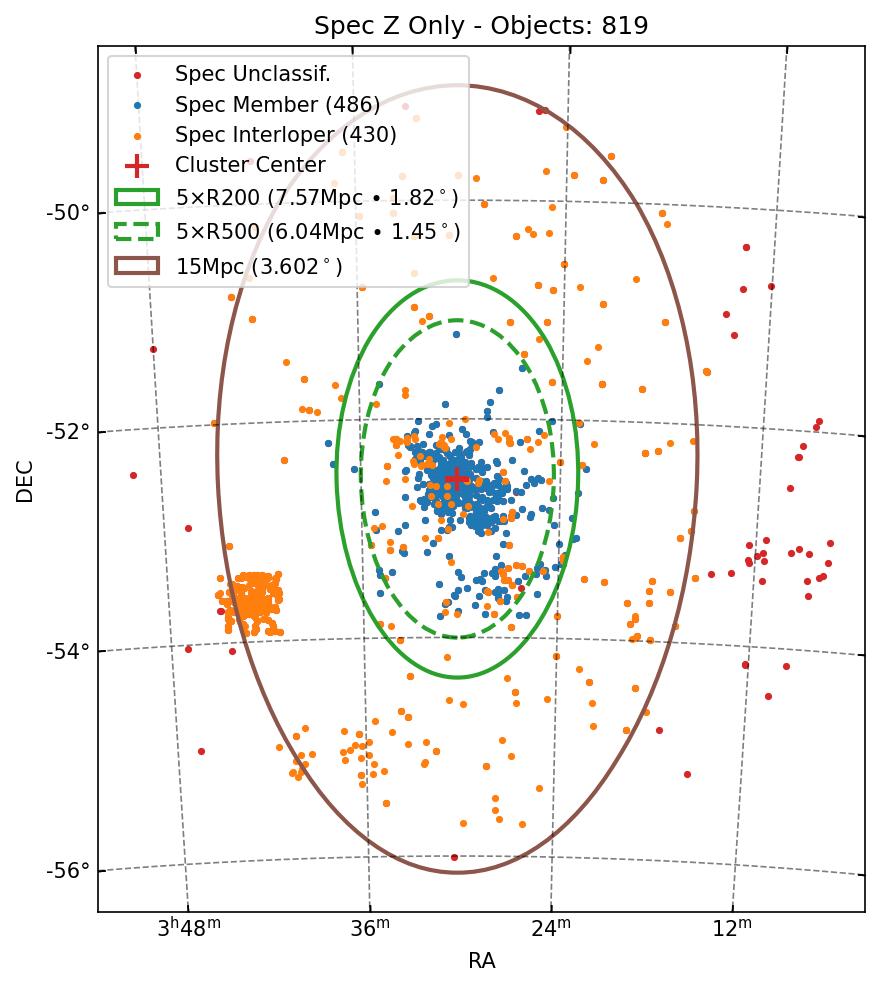 Spec Z Only - Objects: 819
Spec Unclassif.
Spec Member (486)
Spec Interloper (430)
Cluster Center
5×R200 (7.57Mpc • 1.82°)
5×R500 (6.04Mpc • 1.45°)
15Mpc (3.602°)
-50°
-52°
-54°
-56°
DEC
3ʰ48ᵐ
36ᵐ
24ᵐ
12ᵐ
RA